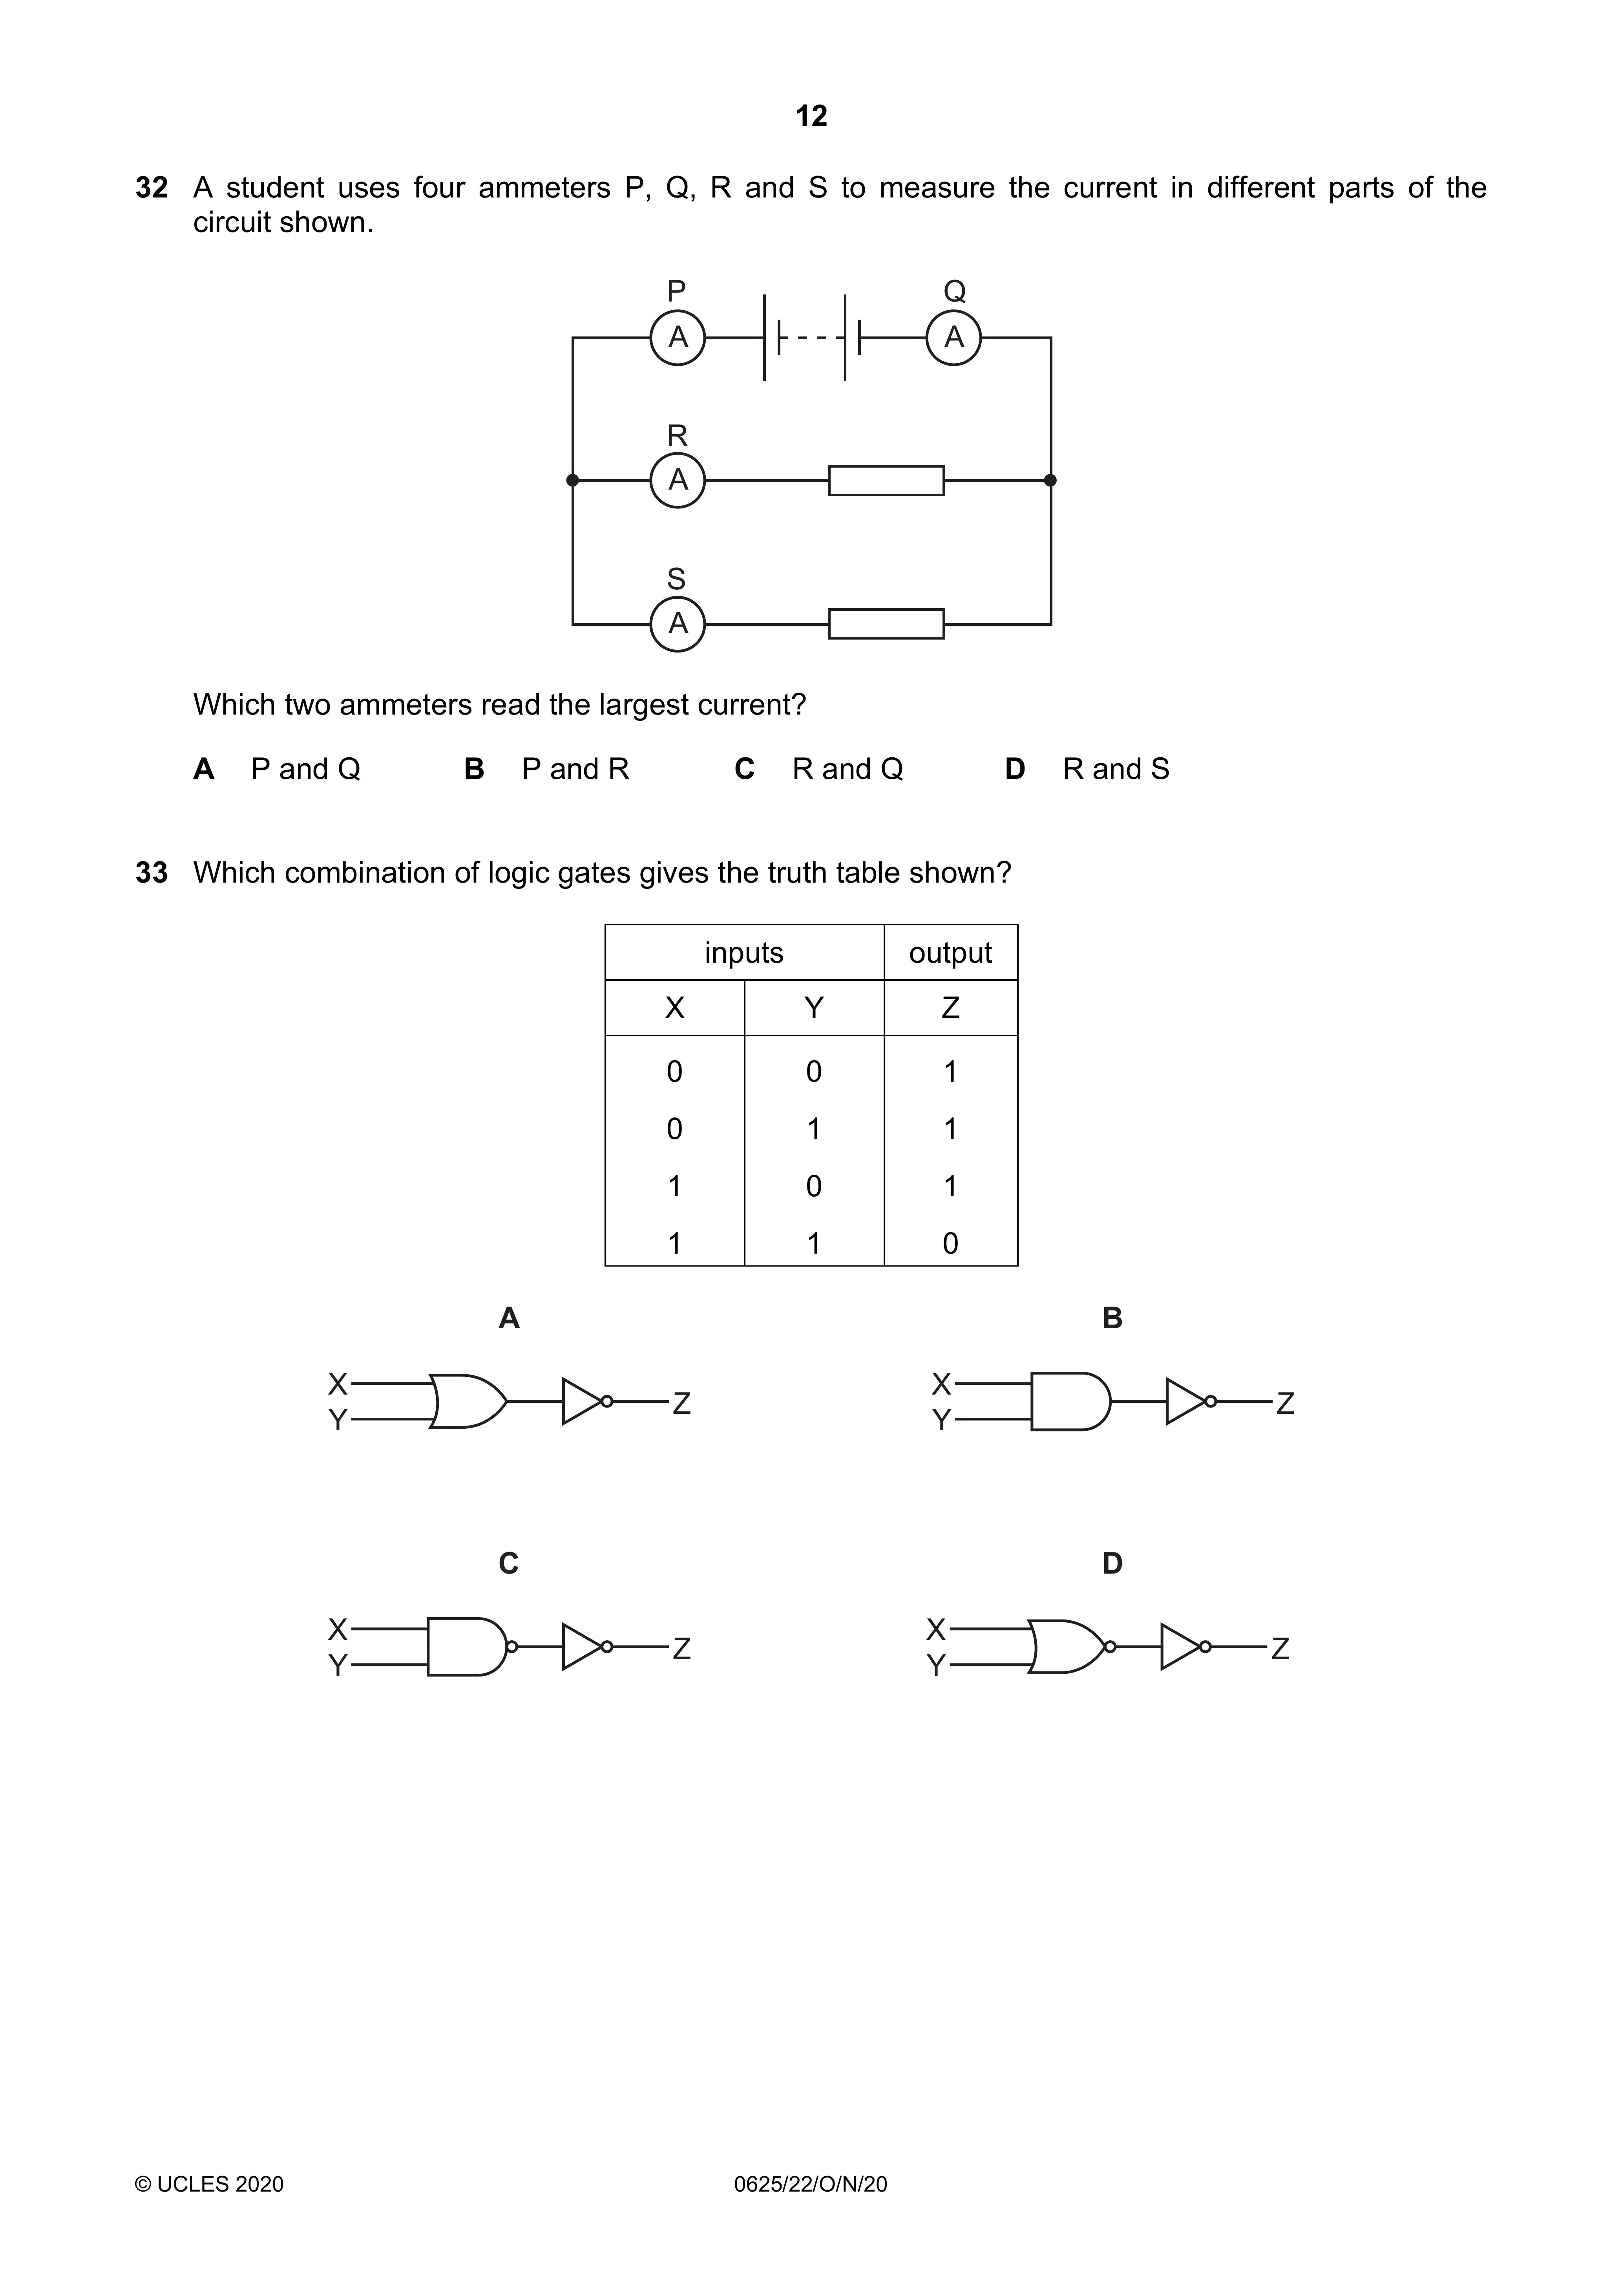 12
32 A student uses four ammeters P, Q, R and S to measure the current in different parts of the
circuit shown.
P Q
A A
R
A
S
A
Which two ammeters read the largest current?
A P and Q B P and R C R and Q D R and S
33 Which combination of logic gates gives the truth table shown?
inputs output
X Y Z
0 0 1
0 1 1
1 0 1
1 1 0
A B
X Y Z X Y Z
C D
X Y Z X Y Z
© UCLES 2020 0625/22/O/N/20